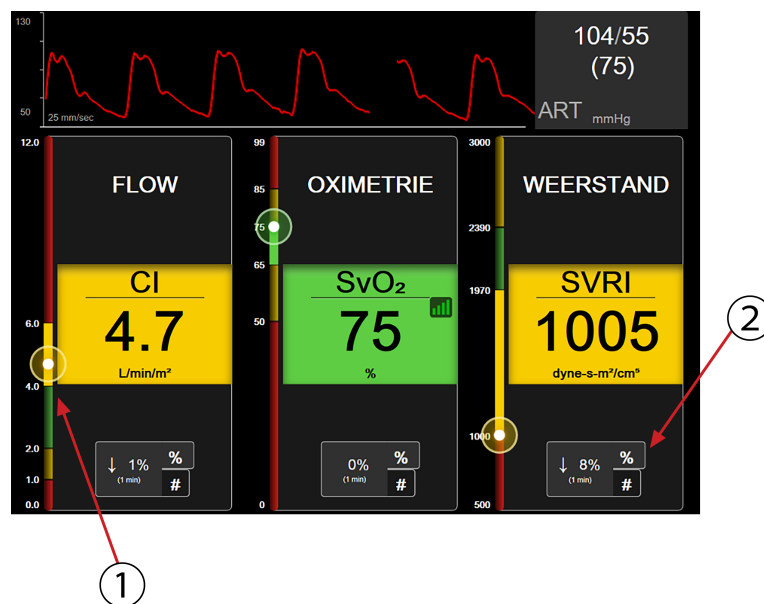 130
50
25 mm/sec
104/55
(75)
ART mmHg
12.0
6.0
4.0
2.0
1.0
0.0
FLOW
CI
4.7
L/min/m²
↓ 1%
(1 min)
%
#
99
85
75
65
50
0
OXIMETRIE
SvO₂
75
%
0%
(1 min)
%
#
3000
2390
1970
1000
500
WEERSTAND
SVRI
1005
dyne-s-m²/cm⁵
↓ 8%
(1 min)
%
#
2
1